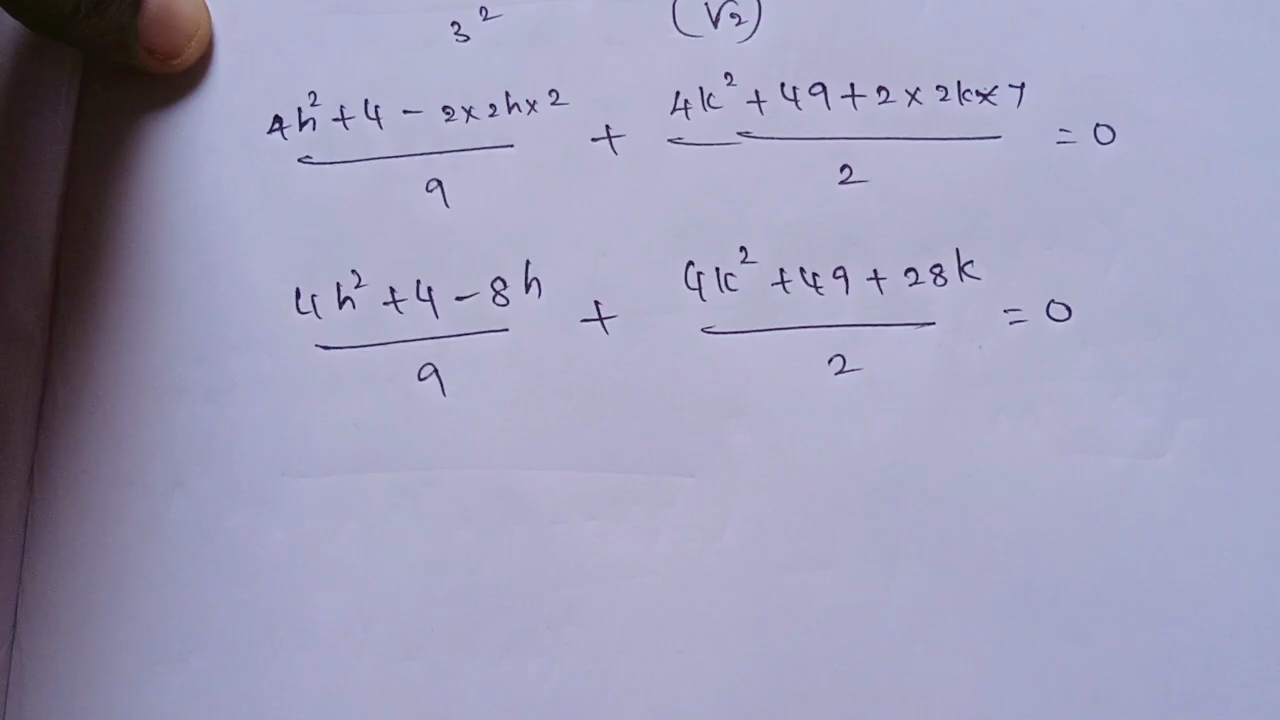 3² (√2)
4h² + 4 - 2×2h×2 / 9 + 4k² + 49 + 2×2k×7 / 2 = 0
4h² + 4 - 8h / 9 + 4k² + 49 + 28k / 2 = 0